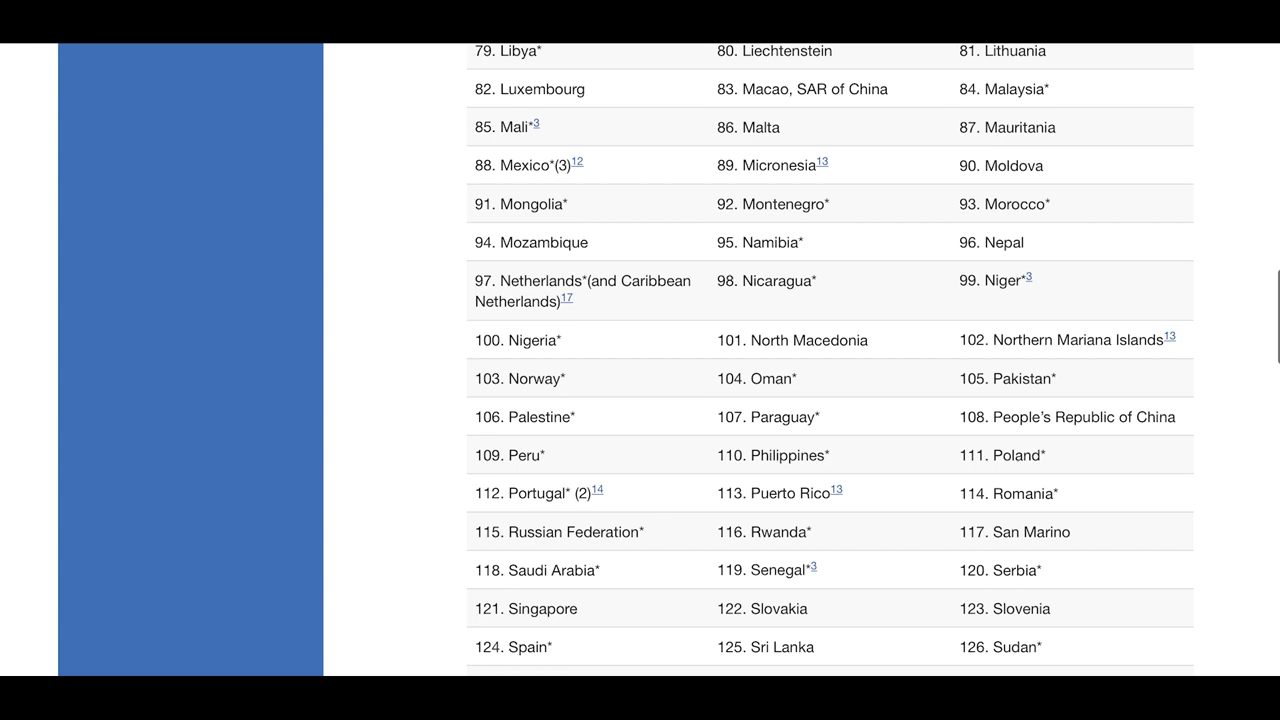 79. Libya* 80. Liechtenstein 81. Lithuania
82. Luxembourg 83. Macao, SAR of China 84. Malaysia*
85. Mali*3 86. Malta 87. Mauritania
88. Mexico*(3)12 89. Micronesia13 90. Moldova
91. Mongolia* 92. Montenegro* 93. Morocco*
94. Mozambique 95. Namibia* 96. Nepal
97. Netherlands*(and Caribbean 98. Nicaragua* 99. Niger*3
Netherlands)17
100. Nigeria* 101. North Macedonia 102. Northern Mariana Islands13
103. Norway* 104. Oman* 105. Pakistan*
106. Palestine* 107. Paraguay* 108. People’s Republic of China
109. Peru* 110. Philippines* 111. Poland*
112. Portugal* (2)14 113. Puerto Rico13 114. Romania*
115. Russian Federation* 116. Rwanda* 117. San Marino
118. Saudi Arabia* 119. Senegal*3 120. Serbia*
121. Singapore 122. Slovakia 123. Slovenia
124. Spain* 125. Sri Lanka 126. Sudan*